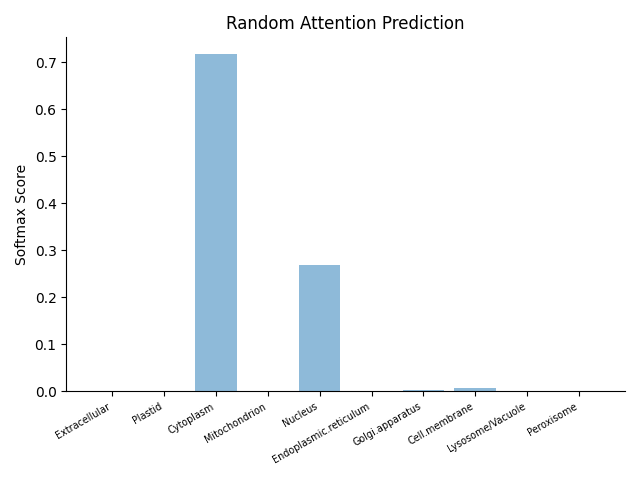 Random Attention Prediction
Softmax Score
0.7
0.6
0.5
0.4
0.3
0.2
0.1
0.0
Extracellular
Plastid
Cytoplasm
Mitochondrion
Nucleus
Endoplasmic.reticulum
Golgi.apparatus
Cell.membrane
Lysosome/Vacuole
Peroxisome